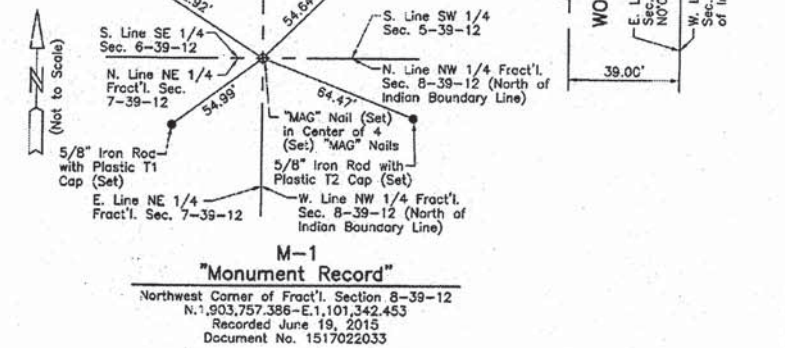 54.64'
S. Line SE 1/4
Sec. 6-39-12
S. Line SW 1/4
Sec. 5-39-12
N. Line NE 1/4
Fract'l. Sec.
7-39-12
N. Line NW 1/4 Fract'l.
Sec. 8-39-12 (North of
Indian Boundary Line)
54.99'
64.47'
(Not to Scale)
N
"MAG" Nail (Set)
in Center of 4
(Set) "MAG" Nails
5/8" Iron Rod
with Plastic T1
Cap (Set)
5/8" Iron Rod with
Plastic T2 Cap (Set)
E. Line NE 1/4
Fract'l. Sec. 7-39-12
W. Line NW 1/4 Fract'l.
Sec. 8-39-12 (North of
Indian Boundary Line)
M-1
"Monument Record"
Northwest Corner of Fract'l. Section 8-39-12
N.1,903,757.386-E.1,101,342.453
Recorded June 19, 2015
Document No. 1517022033
WO
E. L
Sec.
W. L
Sec.
of In
39.00'